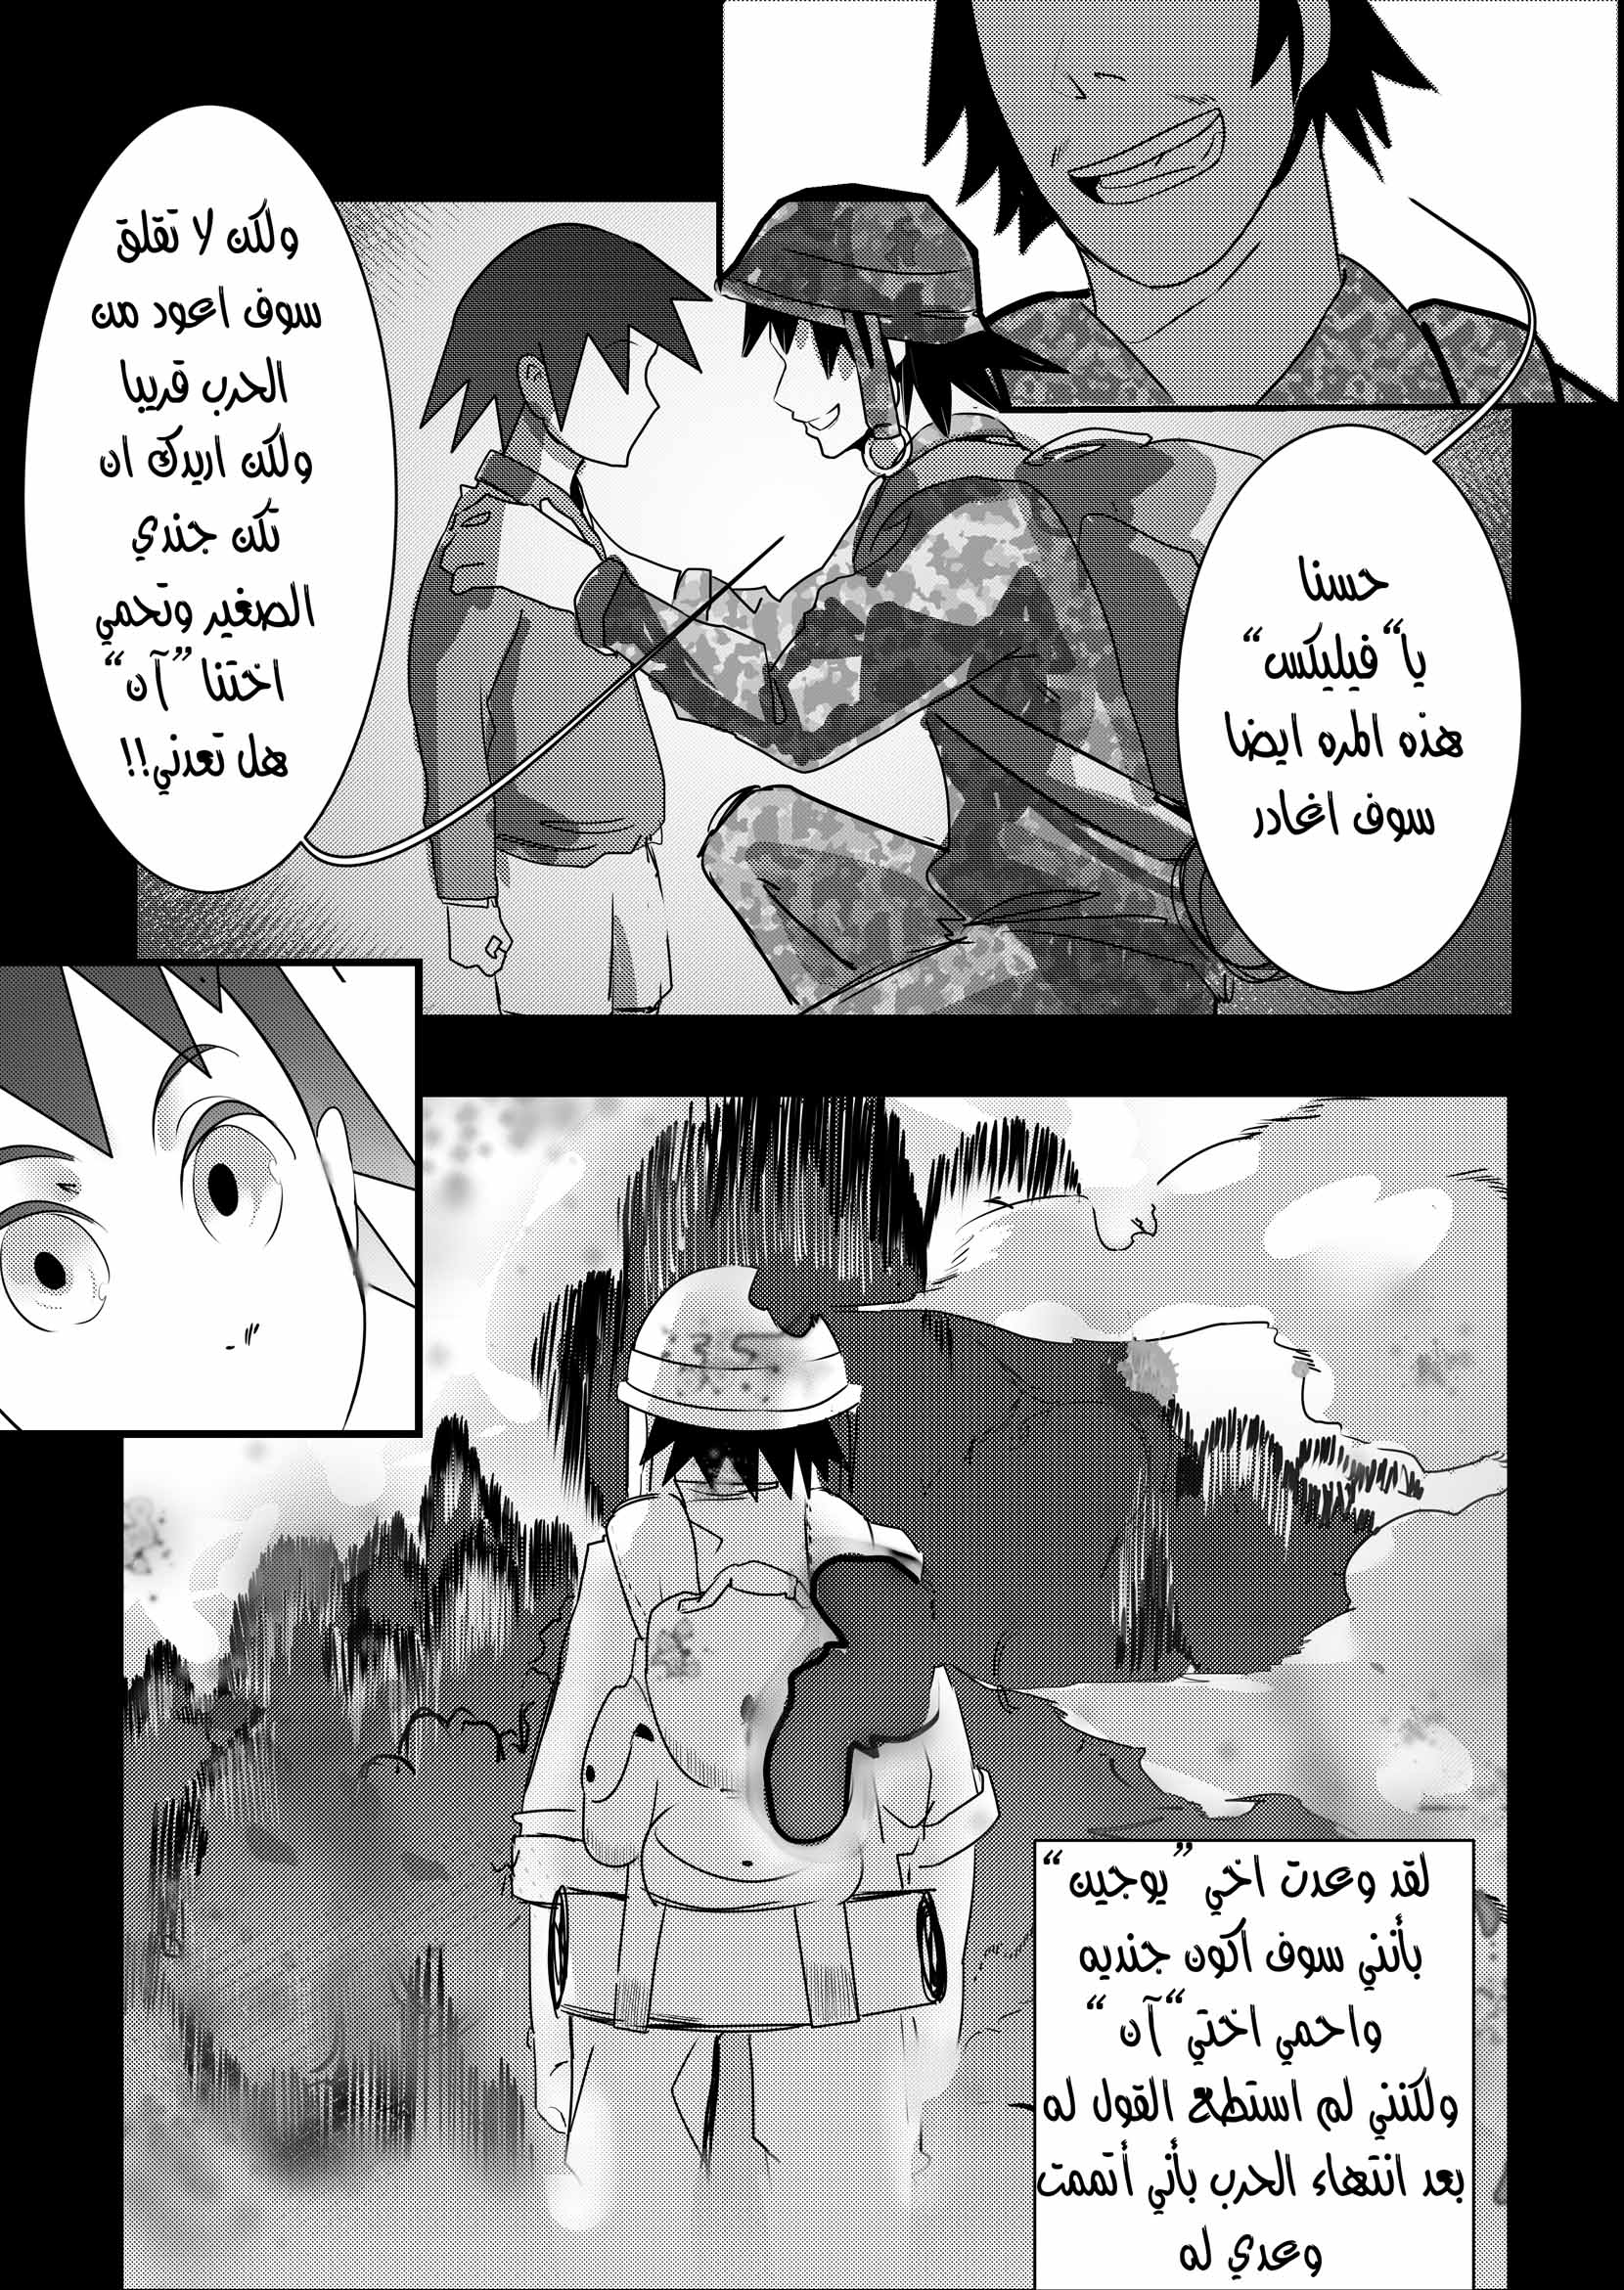 حسنا
يا“فيليكس“
هذه المره ايضا
سوف اغادر
ولكن لا تقلق
سوف اعود من
الحرب قريبا
ولكن اريدك ان
تكن جندي
الصغير وتحمي
اختنا ”آن“
هل تعدني!!
35
لقد وعدت اخي ”يوجين“
بأنني سوف اكون جنديه
واحمي اختي“آن“
ولكنني لم استطع القول له
بعد انتهاء الحرب بأني أتممت
وعدي له